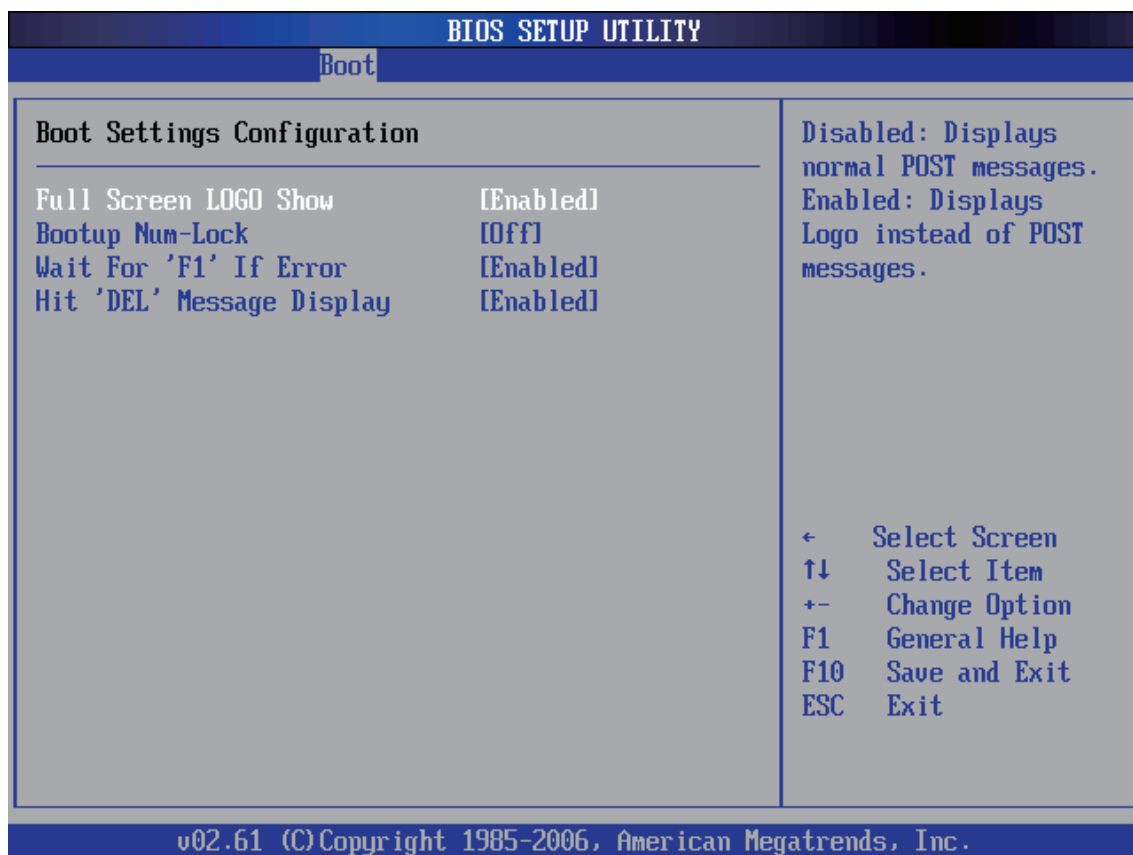 BIOS SETUP UTILITY
Boot
Boot Settings Configuration
Full Screen LOGO Show [Enabled]
Bootup Num-Lock [Off]
Wait For 'F1' If Error [Enabled]
Hit 'DEL' Message Display [Enabled]
Disabled: Displays
normal POST messages.
Enabled: Displays
Logo instead of POST
messages.
← Select Screen
↑↓ Select Item
+- Change Option
F1 General Help
F10 Save and Exit
ESC Exit
v02.61 (C)Copyright 1985-2006, American Megatrends, Inc.